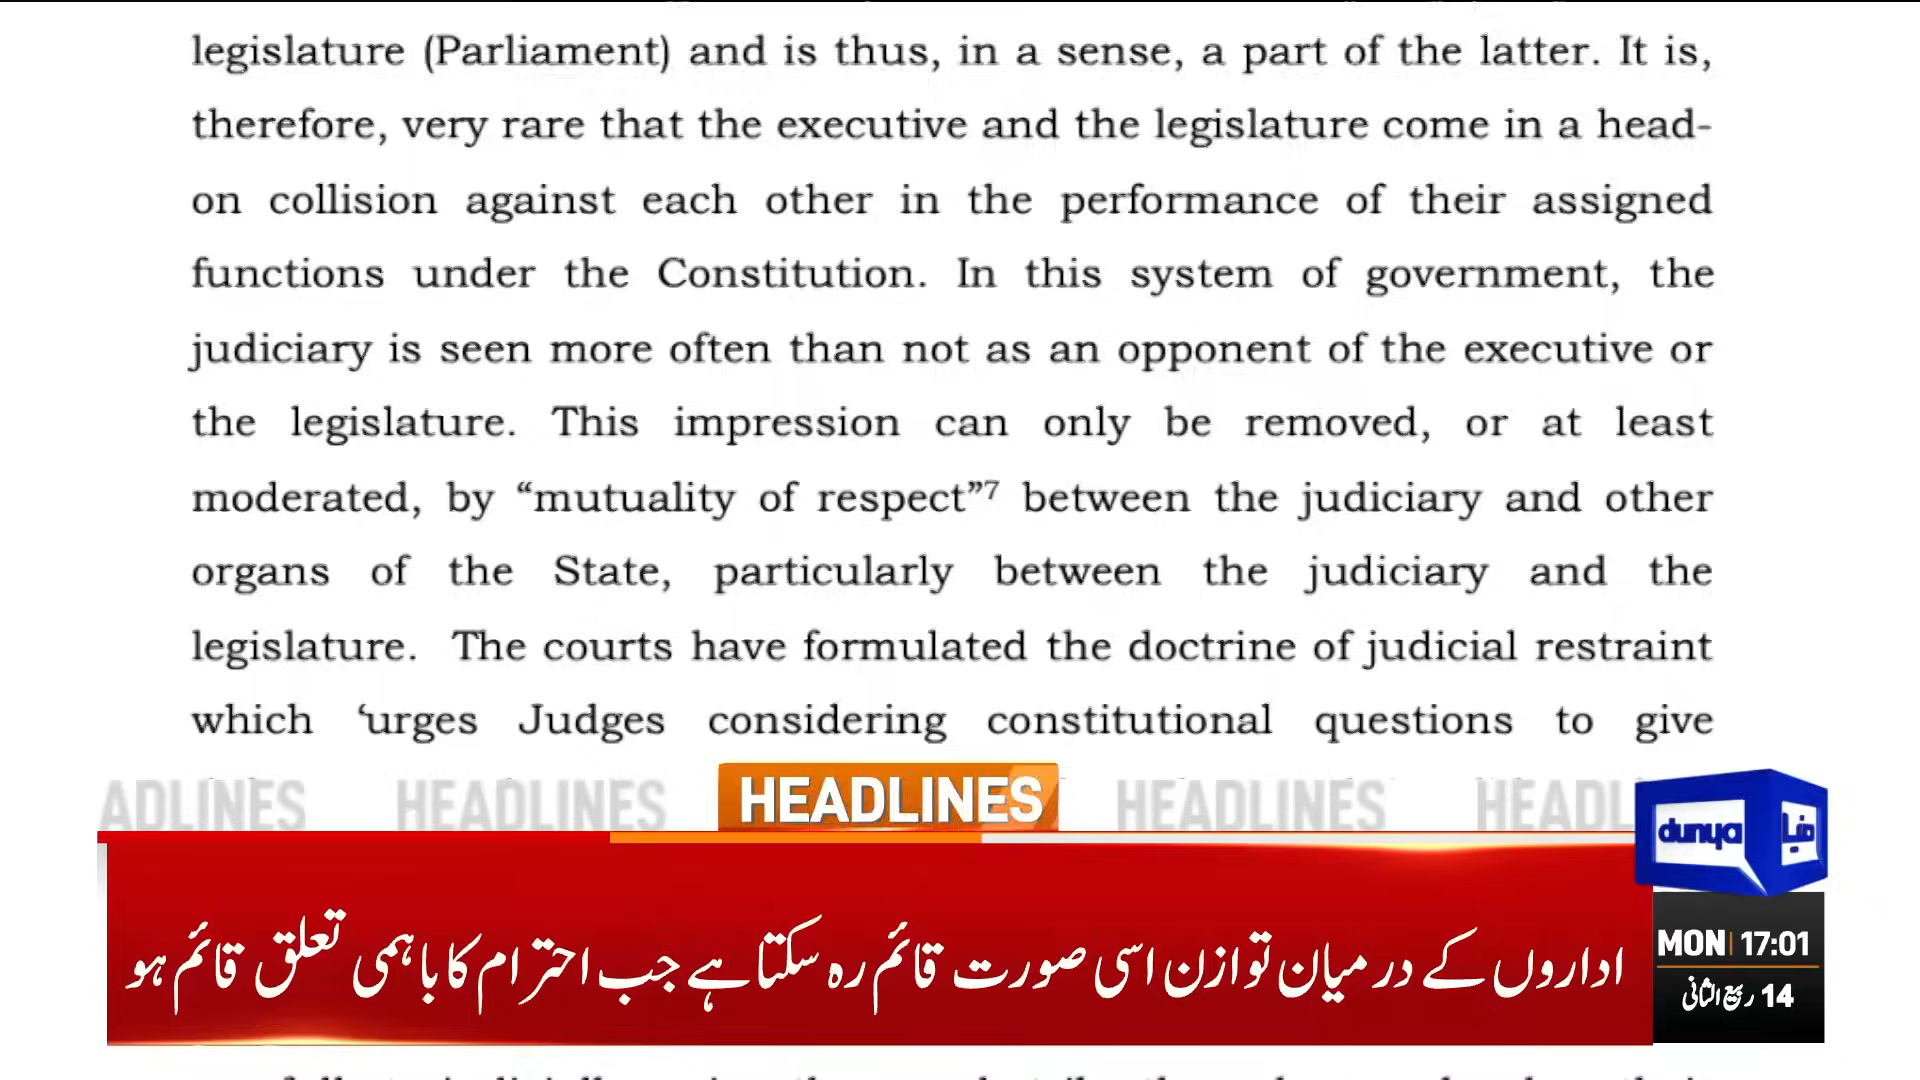 legislature (Parliament) and is thus, in a sense, a part of the latter. It is,
therefore, very rare that the executive and the legislature come in a head-
on collision against each other in the performance of their assigned
functions under the Constitution. In this system of government, the
judiciary is seen more often than not as an opponent of the executive or
the legislature. This impression can only be removed, or at least
moderated, by “mutuality of respect”⁷ between the judiciary and other
organs of the State, particularly between the judiciary and the
legislature. The courts have formulated the doctrine of judicial restraint
which ‘urges Judges considering constitutional questions to give
ADLINES HEADLINES HEADLINES HEADLINES HEADL
dunya دنیا
اداروں کے درمیان توازن اسی صورت قائم رہ سکتا ہے جب احترام کا باہمی تعلق قائم ہو
MON 17:01
14 ربیع الثانی